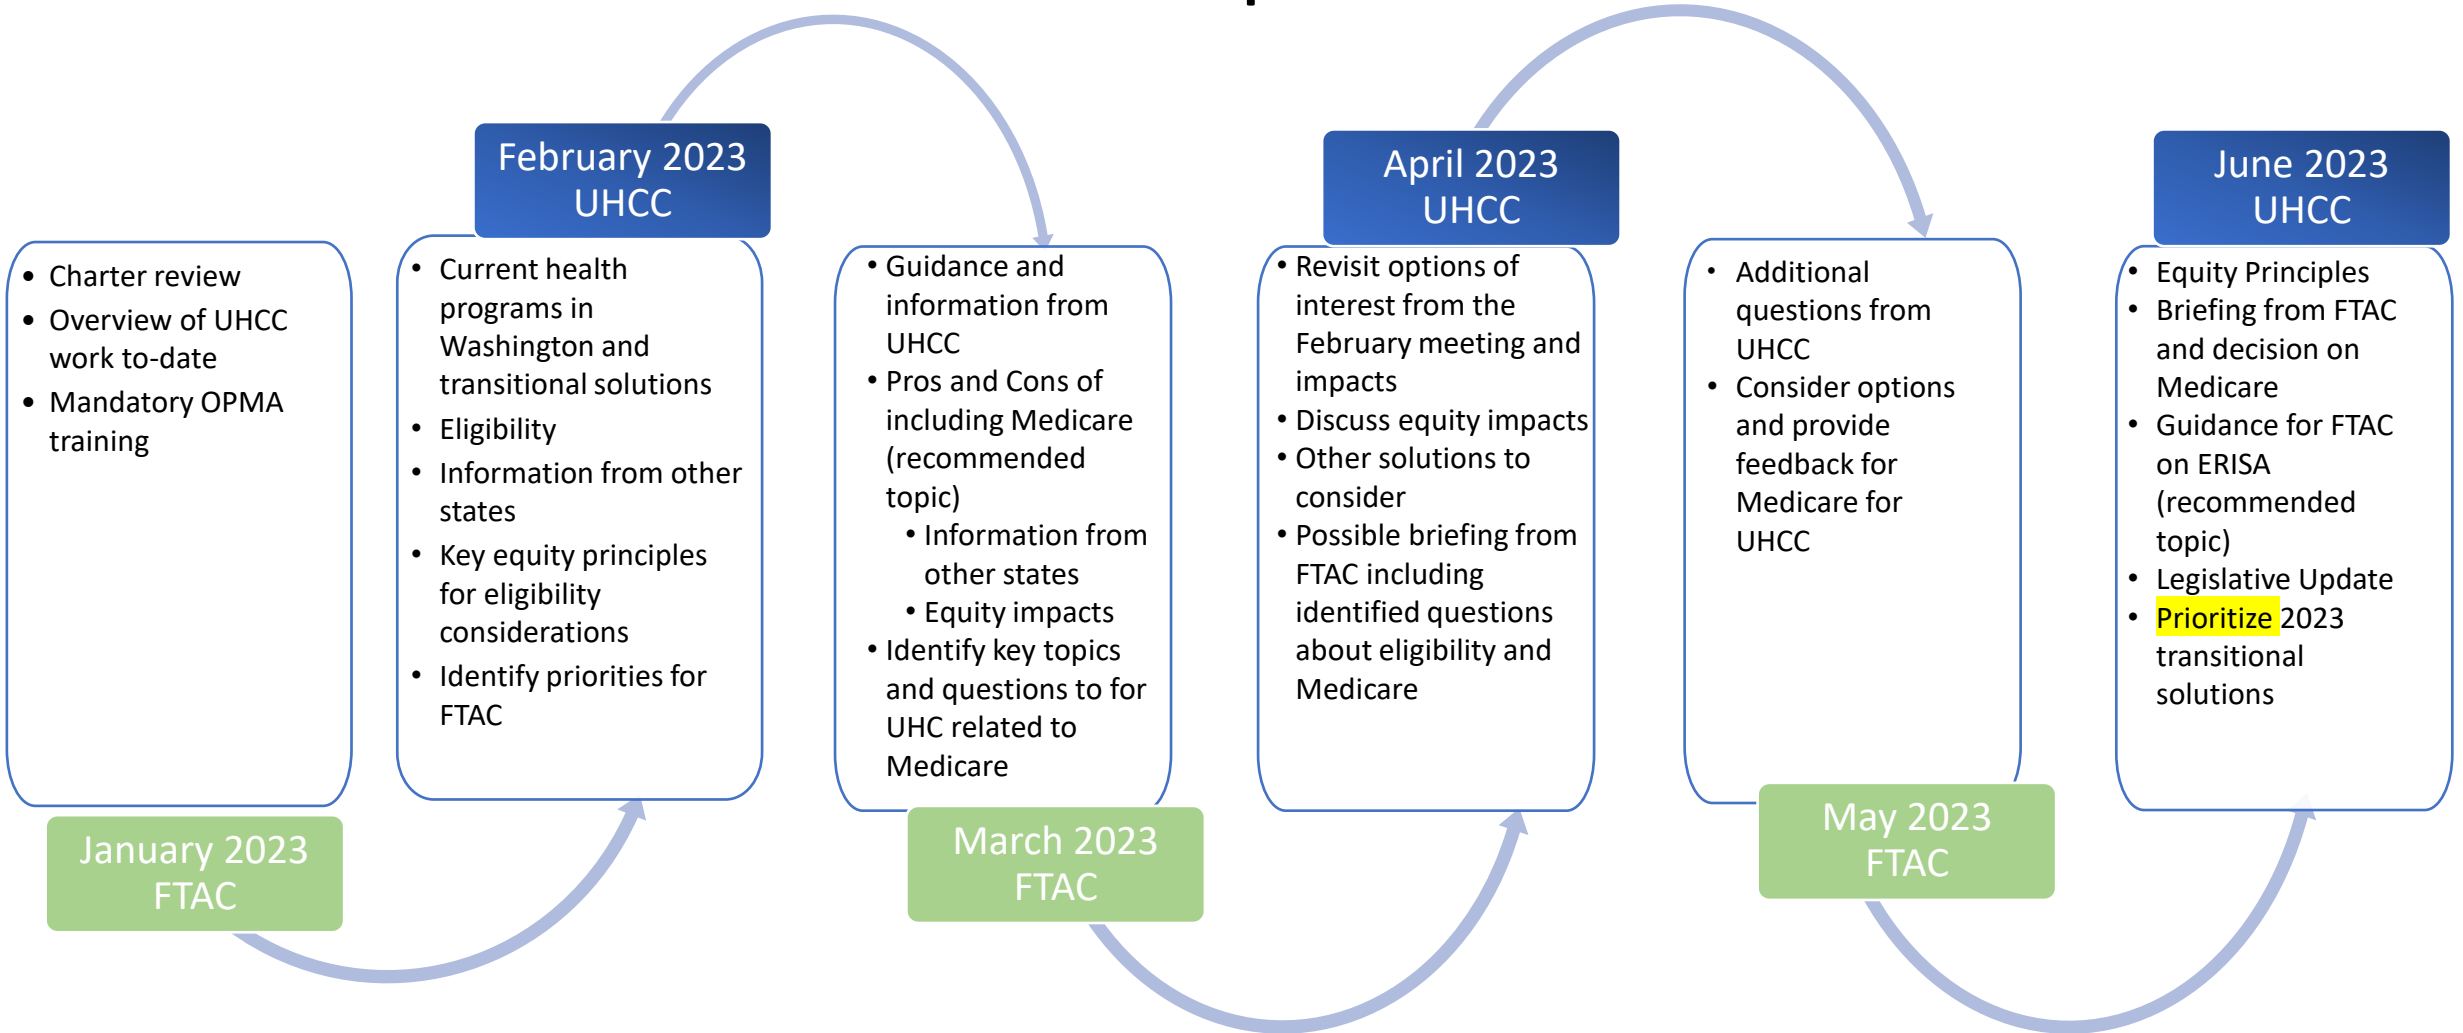 • Charter review
• Overview of UHCC
work to-date
• Mandatory OPMA
training
January 2023
FTAC
February 2023
UHCC
• Current health
programs in
Washington and
transitional solutions
• Eligibility
• Information from other
states
• Key equity principles
for eligibility
considerations
• Identify priorities for
FTAC
• Guidance and
information from
UHCC
• Pros and Cons of
including Medicare
(recommended
topic)
• Information from
other states
• Equity impacts
• Identify key topics
and questions to for
UHC related to
Medicare
March 2023
FTAC
April 2023
UHCC
• Revisit options of
interest from the
February meeting and
impacts
• Discuss equity impacts
• Other solutions to
consider
• Possible briefing from
FTAC including
identified questions
about eligibility and
Medicare
• Additional
questions from
UHCC
• Consider options
and provide
feedback for
Medicare for
UHCC
May 2023
FTAC
June 2023
UHCC
• Equity Principles
• Briefing from FTAC
and decision on
Medicare
• Guidance for FTAC
on ERISA
(recommended
topic)
• Legislative Update
• Prioritize 2023
transitional
solutions